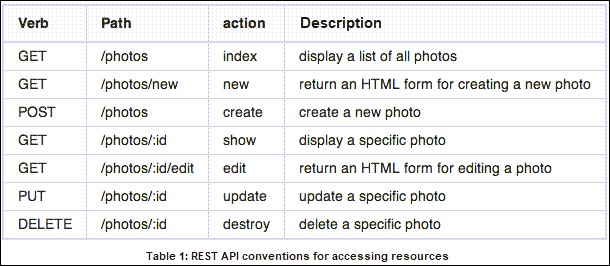 Verb Path action Description
GET /photos index display a list of all photos
GET /photos/new new return an HTML form for creating a new photo
POST /photos create create a new photo
GET /photos/:id show display a specific photo
GET /photos/:id/edit edit return an HTML form for editing a photo
PUT /photos/:id update update a specific photo
DELETE /photos/:id destroy delete a specific photo
Table 1: REST API conventions for accessing resources